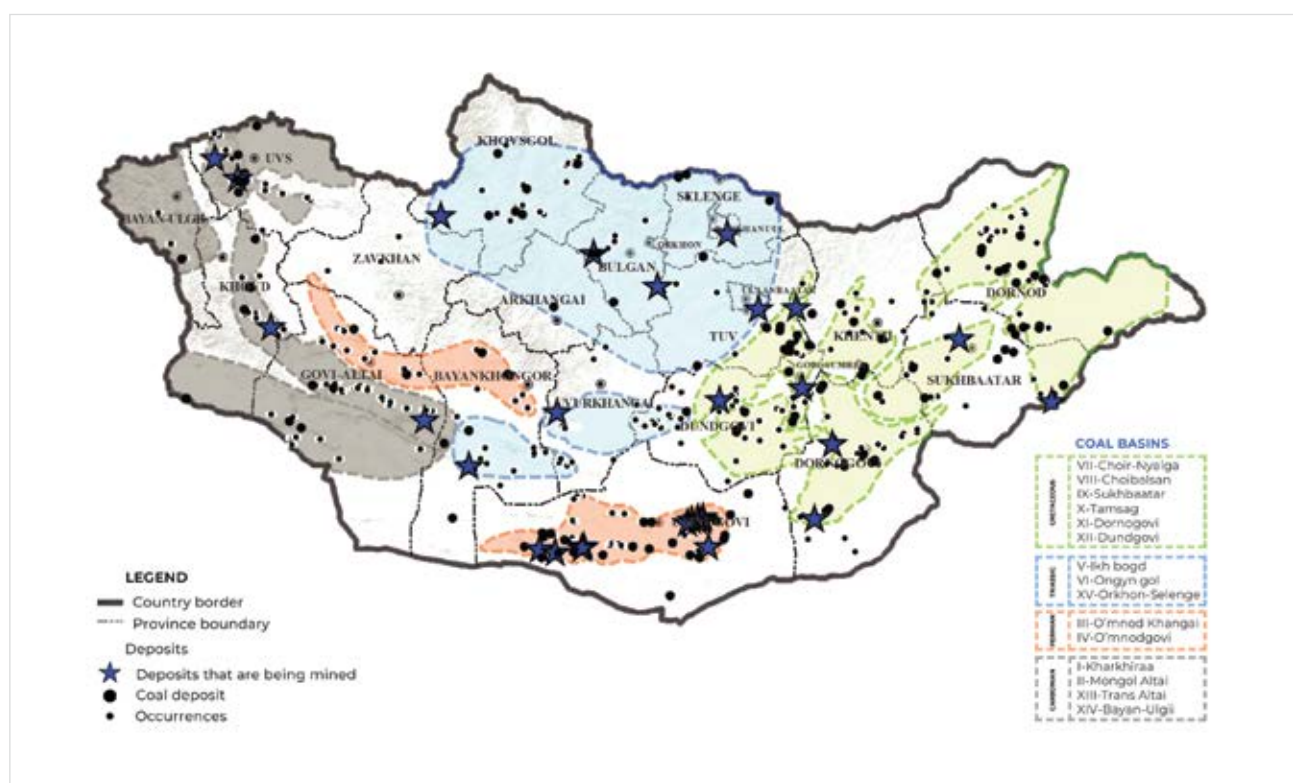 KHOVSGOL
UVS
SELENGE
BAYAN-ULGII
ORKHON
ZAVKHAN
BULGAN
KHOVD
DORNOD
ARKHANGAI
TUV
KHENTII
GOVI-ALTAI
BAYANKHONGOR
SUKHBAATAR
DUNDGOVI
COAL BASINS
CRETACEOUS
VII-Choir-Nyalga
VIII-Choibalsan
IX-Sukhbaatar
X-Tamsag
XI-Dornogovi
XII-Dundgovi
V-Ikh bogd
VI-Ongyn gol
XV-Orkhon-Selenge
PERMIAN
III-O'mnod Khangai
IV-O'mnodgovi
I-Kharkhiraa
II-Mongol Altai
XIII-Trans Altai
XIV-Bayan-Ulgii
LEGEND
Country border
Province boundary
Deposits
Deposits that are being mined
Coal deposit
Occurrences